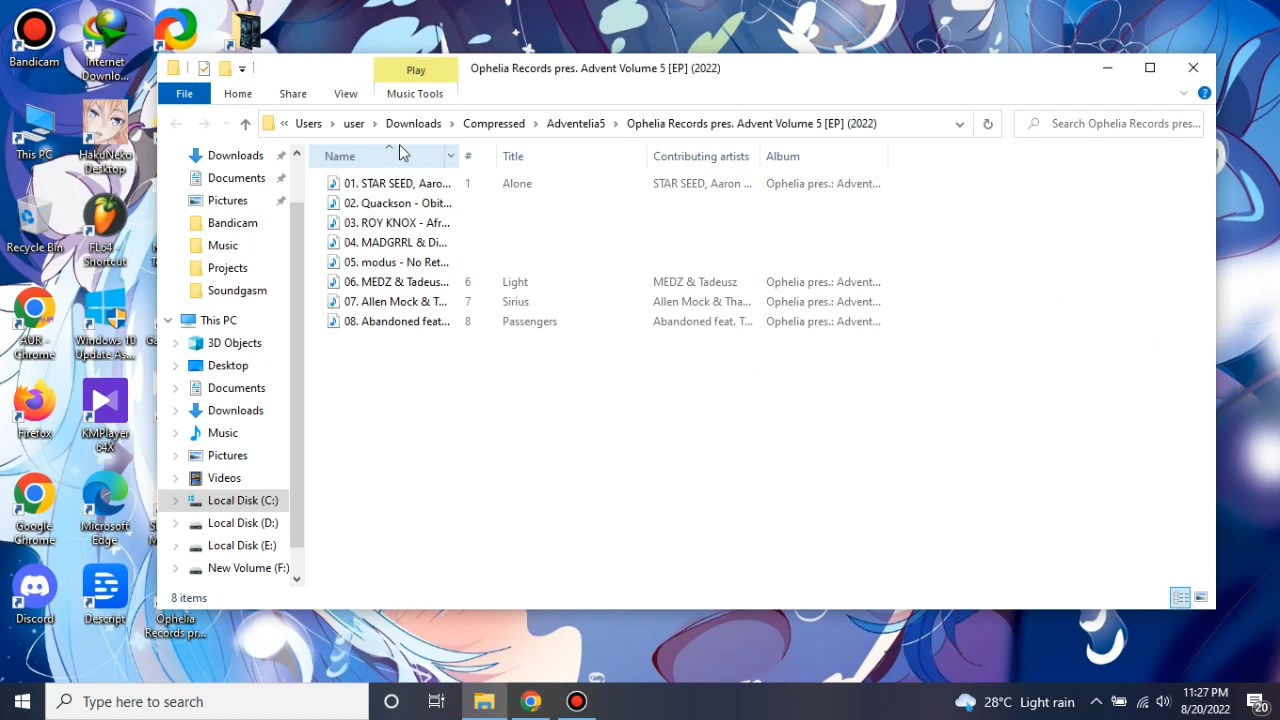 Bandicam
Internet
Downlo...
This PC
HakuNeko
Desktop
Recycle Bin
FL64 -
Shortcut
AUR -
Chrome
Windows 10
Update As...
Firefox
KMPlayer
64X
Google
Chrome
Microsoft
Edge
Discord
Descript
Ophelia
Records pr...
Play
Ophelia Records pres. Advent Volume 5 [EP] (2022)
File
Home
Share
View
Music Tools
« Users > user > Downloads > Compressed > Adventelia5 > Ophelia Records pres. Advent Volume 5 [EP] (2022)
Search Ophelia Records pres...
Downloads
Documents
Pictures
Bandicam
Music
Projects
Soundgasm
This PC
3D Objects
Desktop
Documents
Downloads
Music
Pictures
Videos
Local Disk (C:)
Local Disk (D:)
Local Disk (E:)
New Volume (F:)
Name # Title Contributing artists Album
01. STAR SEED, Aaro... 1 Alone STAR SEED, Aaron ... Ophelia pres.: Advent...
02. Quackson - Obit...
03. ROY KNOX - Afr...
04. MADGRRL & Di...
05. modus - No Ret...
06. MEDZ & Tadeus... 6 Light MEDZ & Tadeusz Ophelia pres.: Advent...
07. Allen Mock & T... 7 Sirius Allen Mock & Tha... Ophelia pres.: Advent...
08. Abandoned feat... 8 Passengers Abandoned feat. T... Ophelia pres.: Advent...
8 items
Type here to search
28°C Light rain
11:27 PM
8/20/2022
20